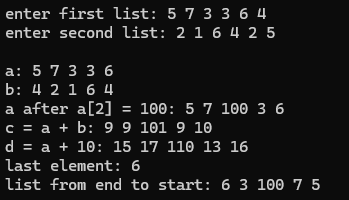 enter first list: 5 7 3 3 6 4
enter second list: 2 1 6 4 2 5

a: 5 7 3 3 6
b: 4 2 1 6 4
a after a[2] = 100: 5 7 100 3 6
c = a + b: 9 9 101 9 10
d = a + 10: 15 17 110 13 16
last element: 6
list from end to start: 6 3 100 7 5